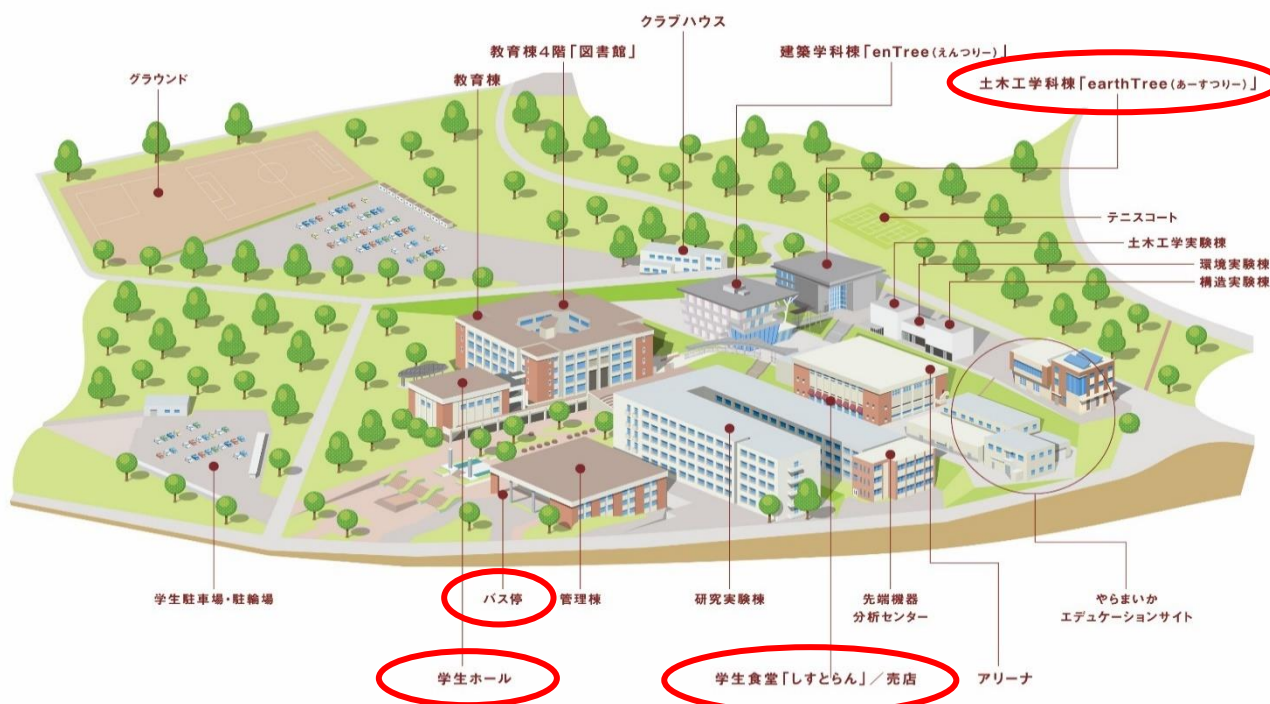 クラブハウス
教育棟4階「図書館」
建築学科棟「enTree(えんつりー)」
グラウンド
教育棟
土木工学科棟「earthTree(あーすつりー)」
テニスコート
土木工学実験棟
環境実験棟
構造実験棟
学生駐車場・駐輪場
バス停
管理棟
研究実験棟
先端機器
分析センター
やらまいか
エデュケーションサイト
学生ホール
学生食堂「しすとらん」／売店
アリーナ